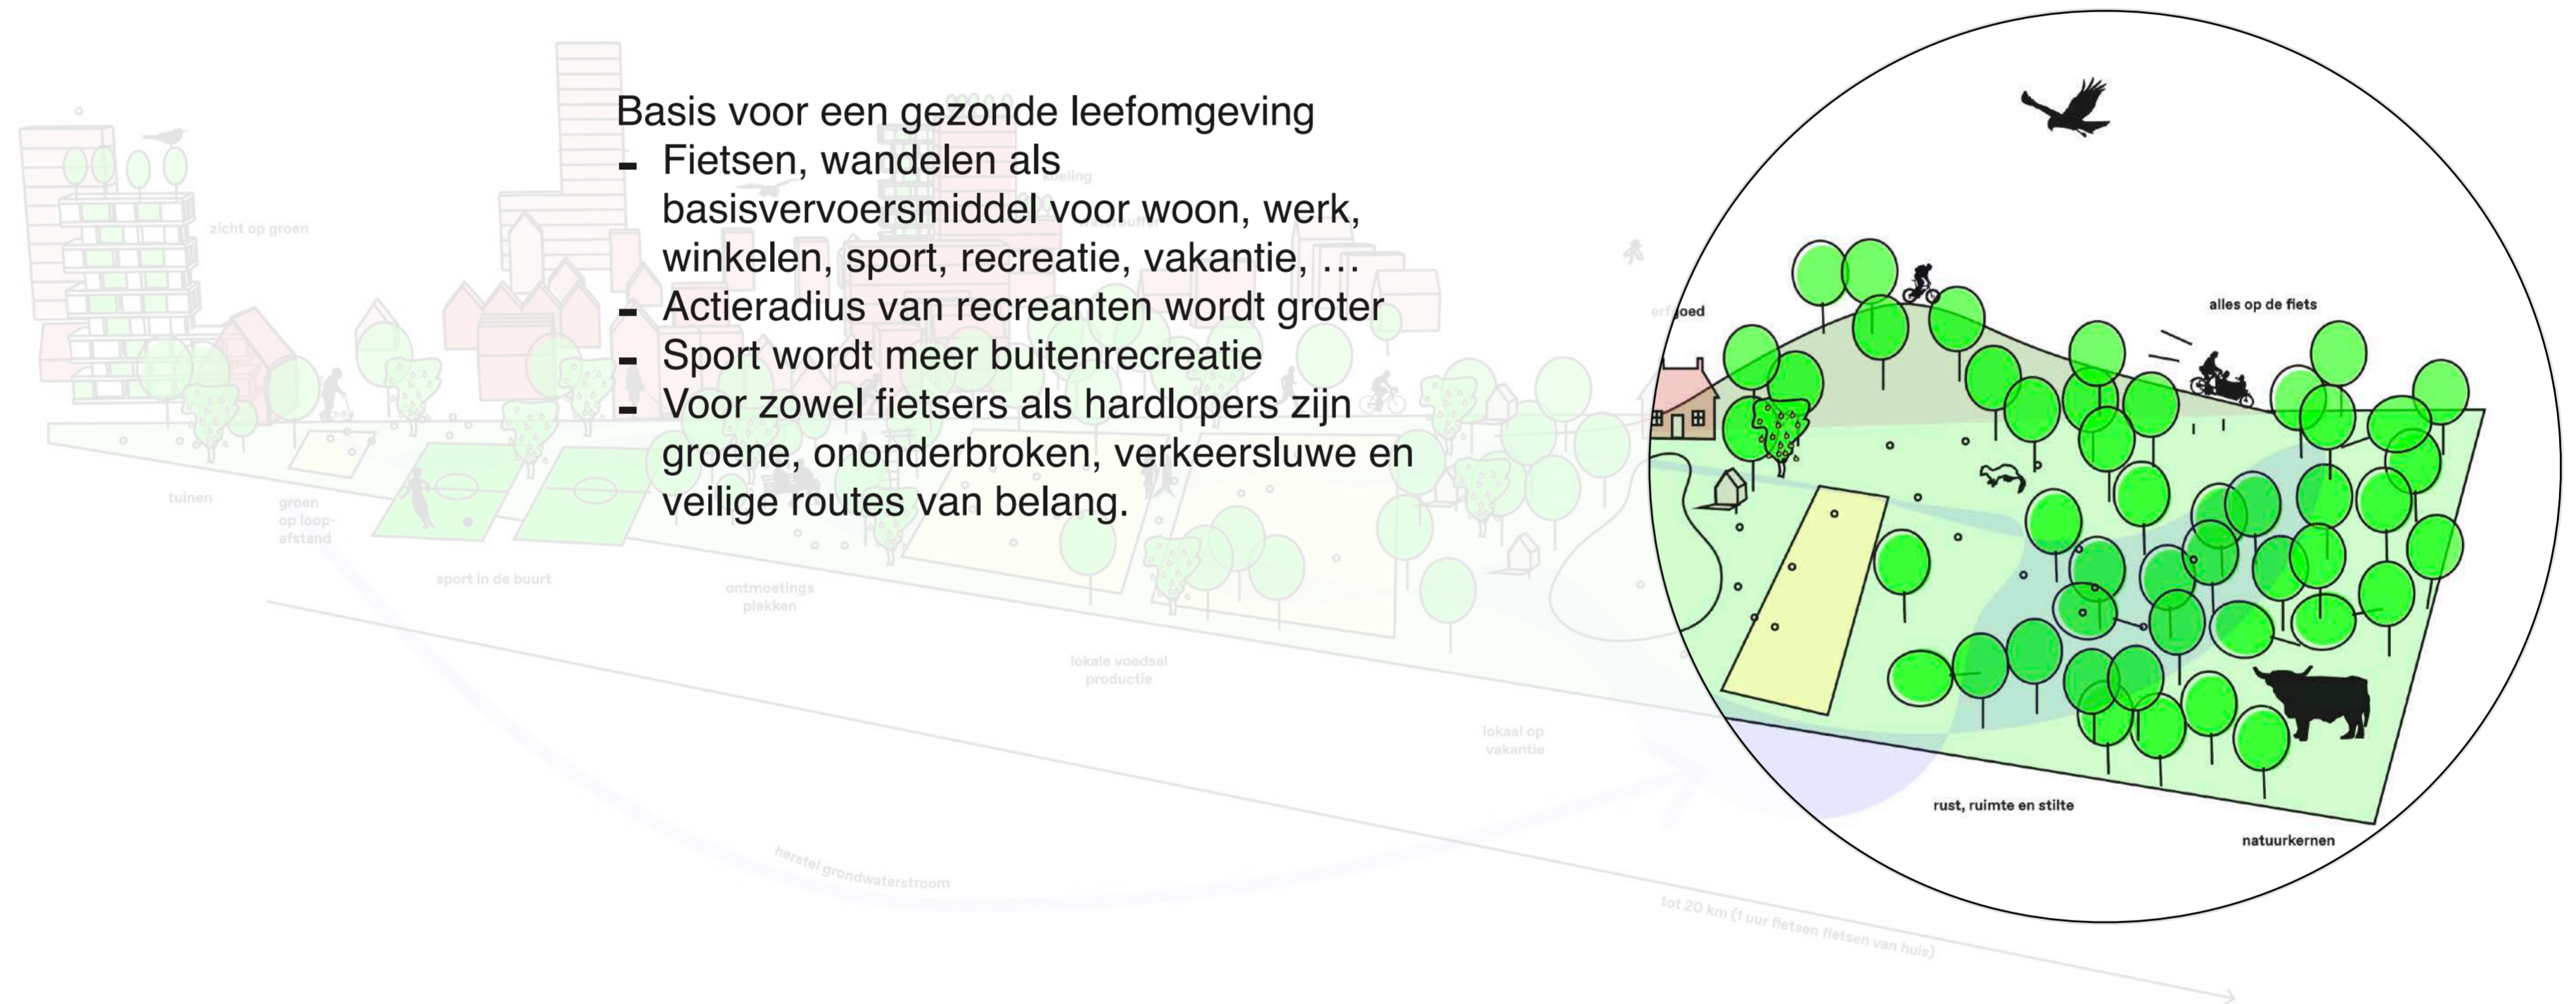 Basis voor een gezonde leefomgeving
- Fietsen, wandelen als
basisvervoersmiddel voor woon, werk,
winkelen, sport, recreatie, vakantie, …
- Actieradius van recreanten wordt groter
- Sport wordt meer buitenrecreatie
- Voor zowel fietsers als hardlopers zijn
groene, ononderbroken, verkeersluwe en
veilige routes van belang.
zicht op groen
koeling
waterbuffer
erfgoed
alles op de fiets
tuinen
groen
op loop-
afstand
sport in de buurt
ontmoetings
plekken
lokale voedsel
productie
lokaal op
vakantie
rust, ruimte en stilte
natuurkernen
herstel grondwaterstroom
tot 20 km (1 uur fietsen fietsen van huis)